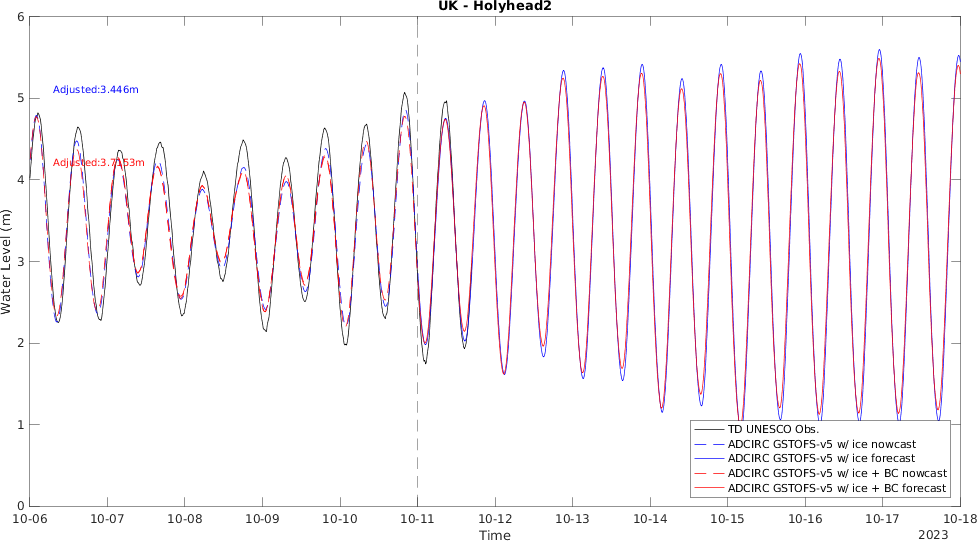 UK - Holyhead2
6
5
4
3
2
1
0
Water Level (m)
Adjusted:3.446m
Adjusted:3.7153m
TD UNESCO Obs.
ADCIRC GSTOFS-v5 w/ ice nowcast
ADCIRC GSTOFS-v5 w/ ice forecast
ADCIRC GSTOFS-v5 w/ ice + BC nowcast
ADCIRC GSTOFS-v5 w/ ice + BC forecast
10-06 10-07 10-08 10-09 10-10 10-11 10-12 10-13 10-14 10-15 10-16 10-17 10-18
Time
2023